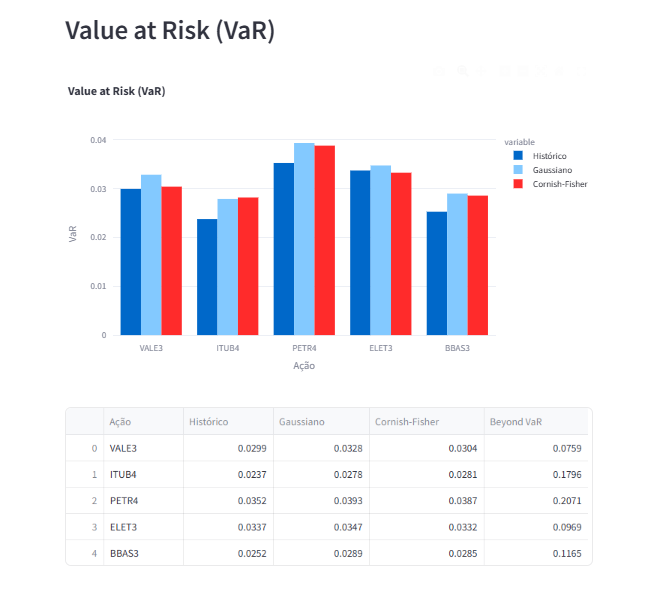 Value at Risk (VaR)
Value at Risk (VaR)
0.04
0.03
0.02
0.01
0
VaR
VALE3 ITUB4 PETR4 ELET3 BBAS3
Ação
variable
Histórico
Gaussiano
Cornish-Fisher
Ação Histórico Gaussiano Cornish-Fisher Beyond VaR
0 VALE3 0.0299 0.0328 0.0304 0.0759
1 ITUB4 0.0237 0.0278 0.0281 0.1796
2 PETR4 0.0352 0.0393 0.0387 0.2071
3 ELET3 0.0337 0.0347 0.0332 0.0969
4 BBAS3 0.0252 0.0289 0.0285 0.1165